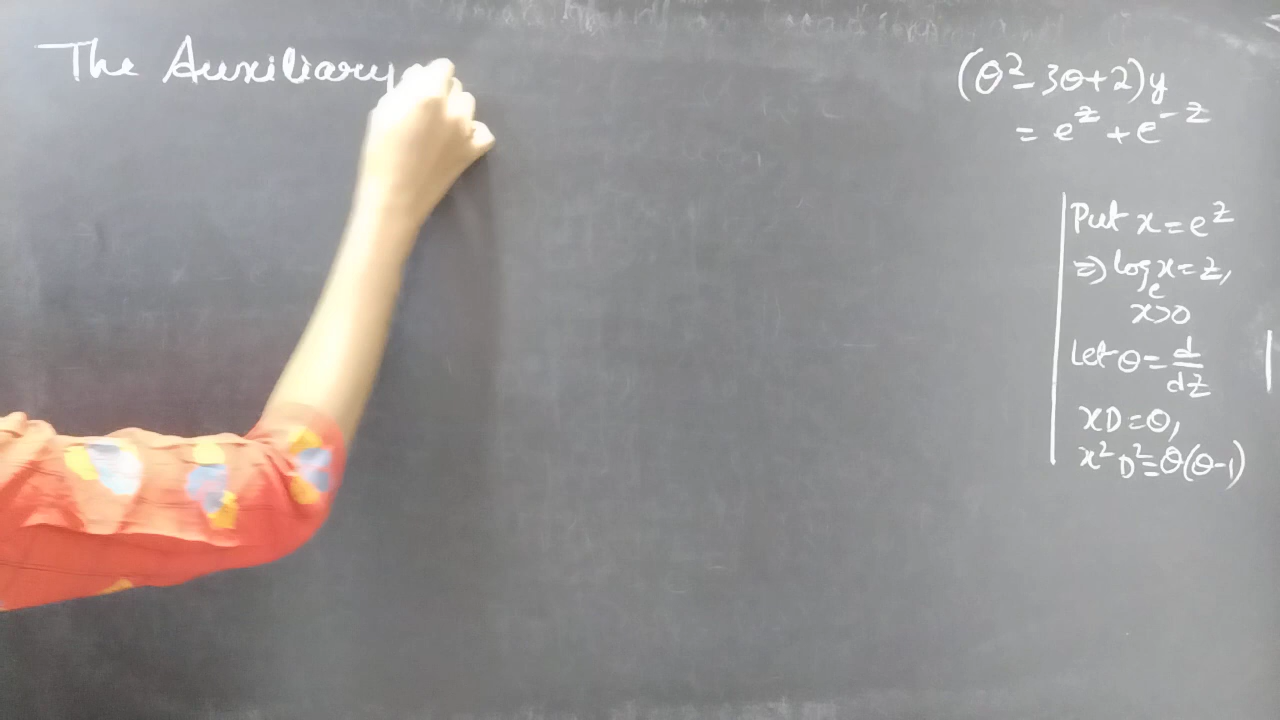 The Auxiliary
(θ² - 3θ + 2)y
= e^z + e^-z
Put x = e^z
⇒ log_e x = z,
x>0
Let θ = d/dz
xD = θ,
x²D² = θ(θ-1)